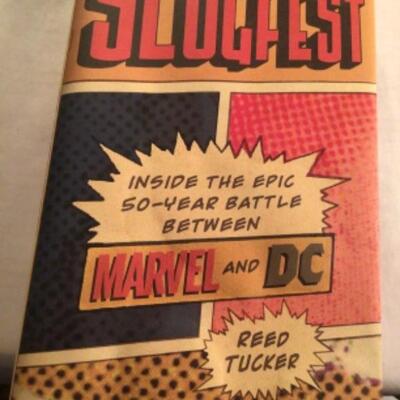 SLUGFEST
INSIDE THE EPIC
50-YEAR BATTLE
BETWEEN
MARVEL AND DC
REED
TUCKER